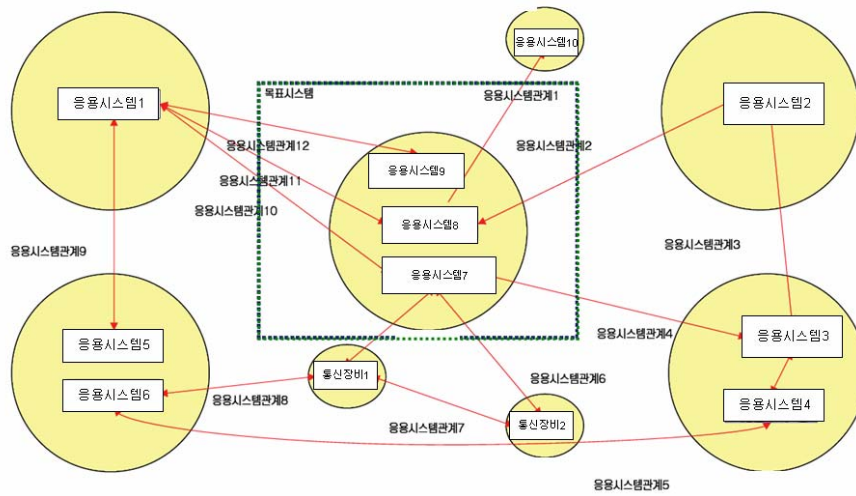 응용시스템10
목표시스템
응용시스템관계1
응용시스템1
응용시스템2
응용시스템관계12
응용시스템관계2
응용시스템9
응용시스템관계11
응용시스템관계10
응용시스템8
응용시스템관계9
응용시스템관계3
응용시스템7
응용시스템관계4
응용시스템3
응용시스템5
통신장비1
응용시스템관계6
응용시스템6
응용시스템관계8
응용시스템4
통신장비2
응용시스템관계7
응용시스템관계5